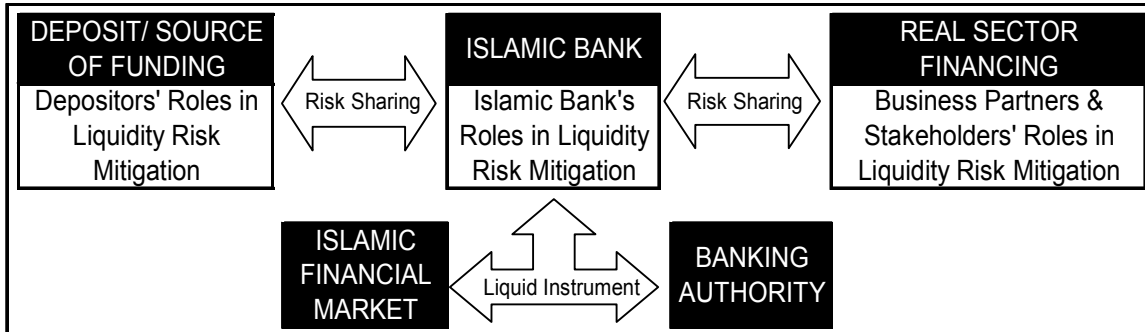 DEPOSIT/ SOURCE
OF FUNDING
Depositors' Roles in
Liquidity Risk
Mitigation
Risk Sharing
ISLAMIC BANK
Islamic Bank's
Roles in Liquidity
Risk Mitigation
Risk Sharing
REAL SECTOR
FINANCING
Business Partners &
Stakeholders' Roles in
Liquidity Risk Mitigation
ISLAMIC
FINANCIAL
MARKET
Liquid Instrument
BANKING
AUTHORITY